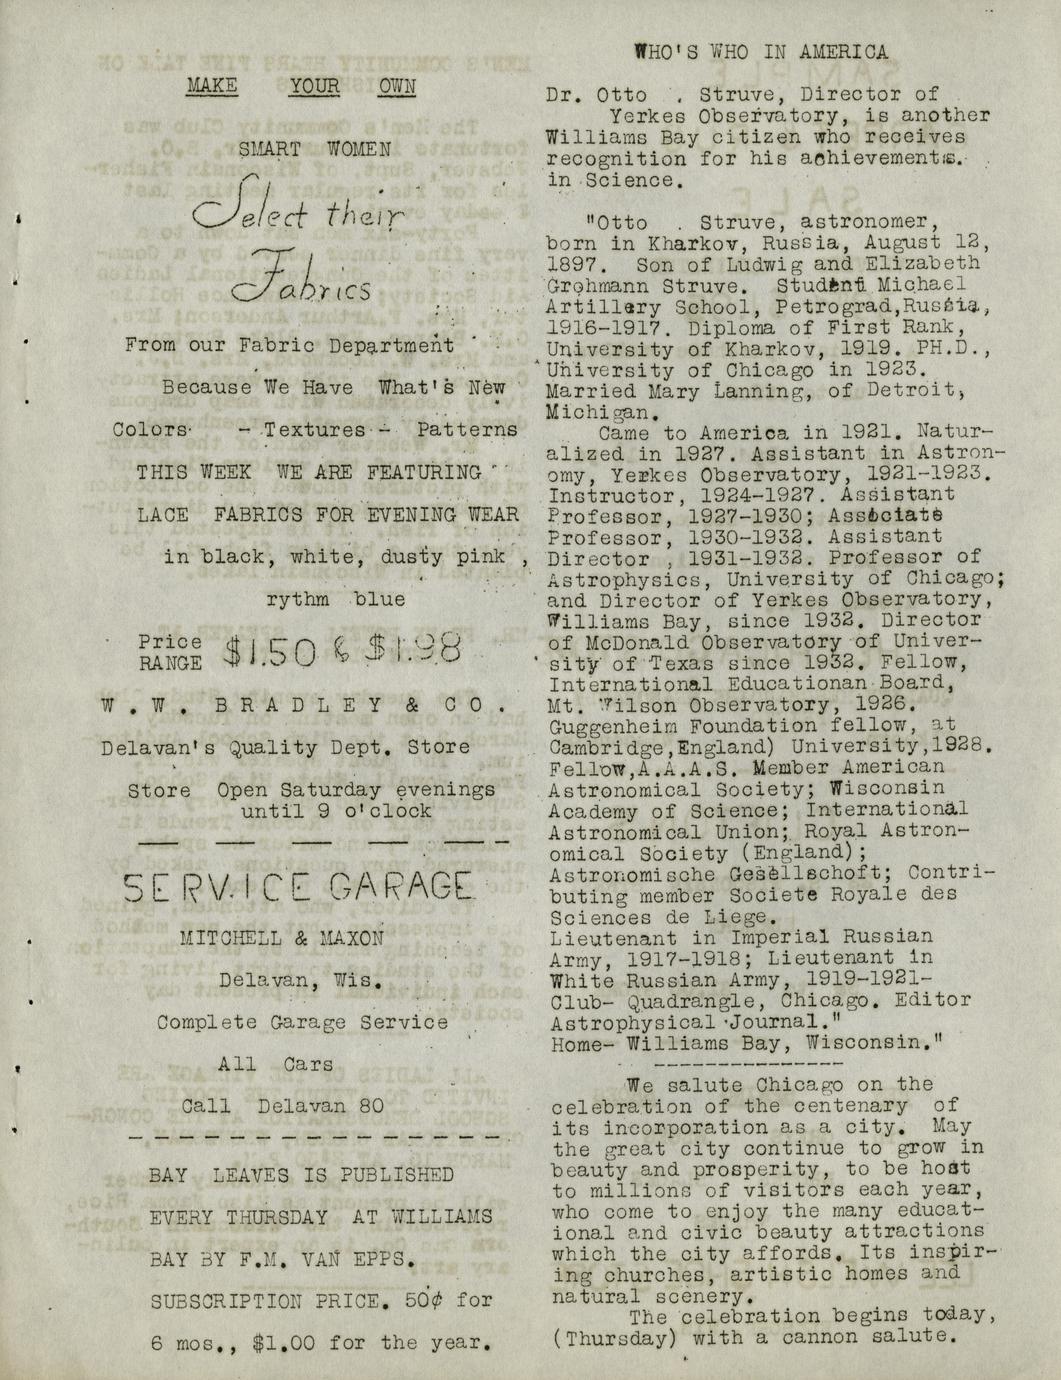 MAKE YOUR OWN
SMART WOMEN
Select their
Fabrics
From our Fabric Department
Because We Have What's New
Colors - Textures - Patterns
THIS WEEK WE ARE FEATURING
LACE FABRICS FOR EVENING WEAR
in black, white, dusty pink ,
rythm blue
Price
RANGE $1.50 & $1.98
W . W . B R A D L E Y & C O .
Delavan's Quality Dept. Store
Store Open Saturday evenings
until 9 o'clock
SERVICE GARAGE
MITCHELL & MAXON
Delavan, Wis.
Complete Garage Service
All Cars
Call Delavan 80
BAY LEAVES IS PUBLISHED
EVERY THURSDAY AT WILLIAMS
BAY BY F.M. VAN EPPS.
SUBSCRIPTION PRICE. 50¢ for
6 mos., $1.00 for the year.
WHO'S WHO IN AMERICA
Dr. Otto . Struve, Director of
Yerkes Observatory, is another
Williams Bay citizen who receives
recognition for his achievements.
in Science.
"Otto . Struve, astronomer,
born in Kharkov, Russia, August 12,
1897. Son of Ludwig and Elizabeth
Grohmann Struve. Student Michael
Artillery School, Petrograd,Russia,
1916-1917. Diploma of First Rank,
University of Kharkov, 1919. PH.D.,
University of Chicago in 1923.
Married Mary Lanning, of Detroit,
Michigan.
Came to America in 1921. Natur-
alized in 1927. Assistant in Astron-
omy, Yerkes Observatory, 1921-1923.
Instructor, 1924-1927. Assistant
Professor, 1927-1930; Associate
Professor, 1930-1932. Assistant
Director , 1931-1932. Professor of
Astrophysics, University of Chicago;
and Director of Yerkes Observatory,
Williams Bay, since 1932. Director
of McDonald Observatory of Univer-
sity of Texas since 1932. Fellow,
International Educationan Board,
Mt. Wilson Observatory, 1926.
Guggenheim Foundation fellow, at
Cambridge,England) University,1928.
Fellow,A.A.A.S. Member American
Astronomical Society; Wisconsin
Academy of Science; International
Astronomical Union; Royal Astron-
omical Society (England);
Astronomische Gesellschoft; Contri-
buting member Societe Royale des
Sciences de Liege.
Lieutenant in Imperial Russian
Army, 1917-1918; Lieutenant in
White Russian Army, 1919-1921-
Club- Quadrangle, Chicago. Editor
Astrophysical Journal."
Home- Williams Bay, Wisconsin."
We salute Chicago on the
celebration of the centenary of
its incorporation as a city. May
the great city continue to grow in
beauty and prosperity, to be host
to millions of visitors each year,
who come to enjoy the many educat-
ional and civic beauty attractions
which the city affords. Its inspir-
ing churches, artistic homes and
natural scenery.
The celebration begins today,
(Thursday) with a cannon salute.